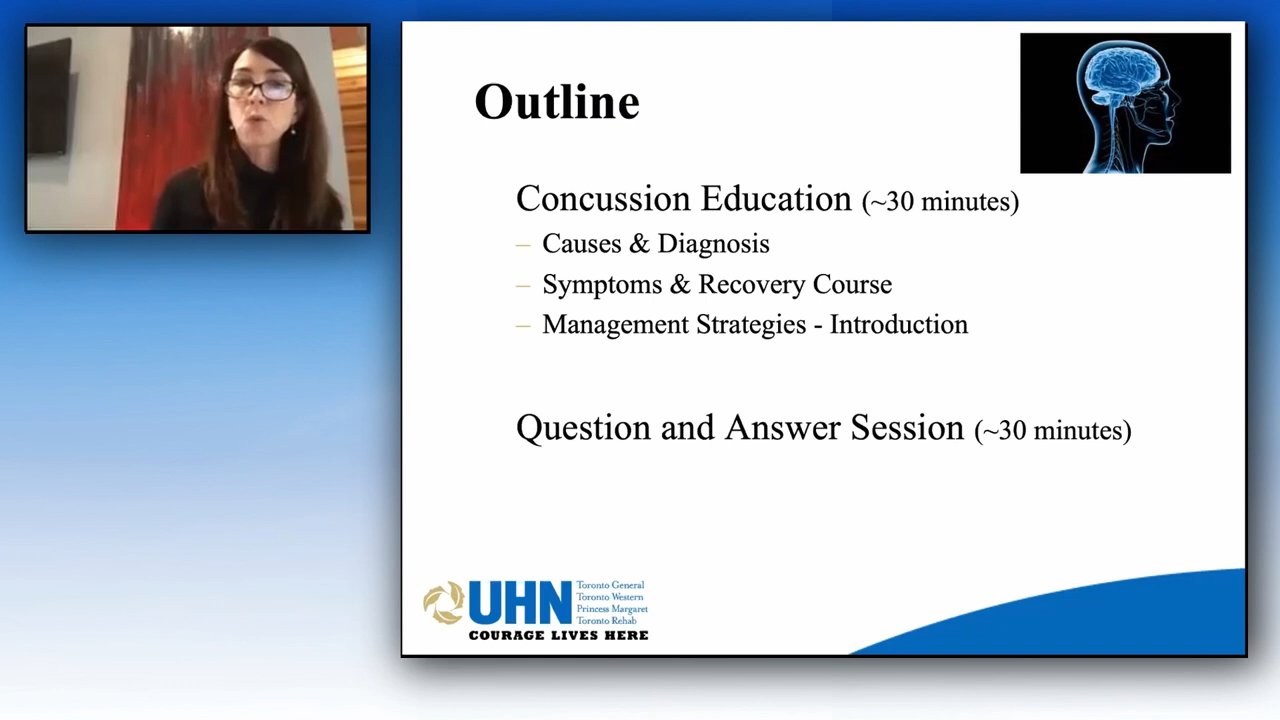 Outline
Concussion Education (~30 minutes)
– Causes & Diagnosis
– Symptoms & Recovery Course
– Management Strategies - Introduction
Question and Answer Session (~30 minutes)
UHN
Toronto General
Toronto Western
Princess Margaret
Toronto Rehab
COURAGE LIVES HERE